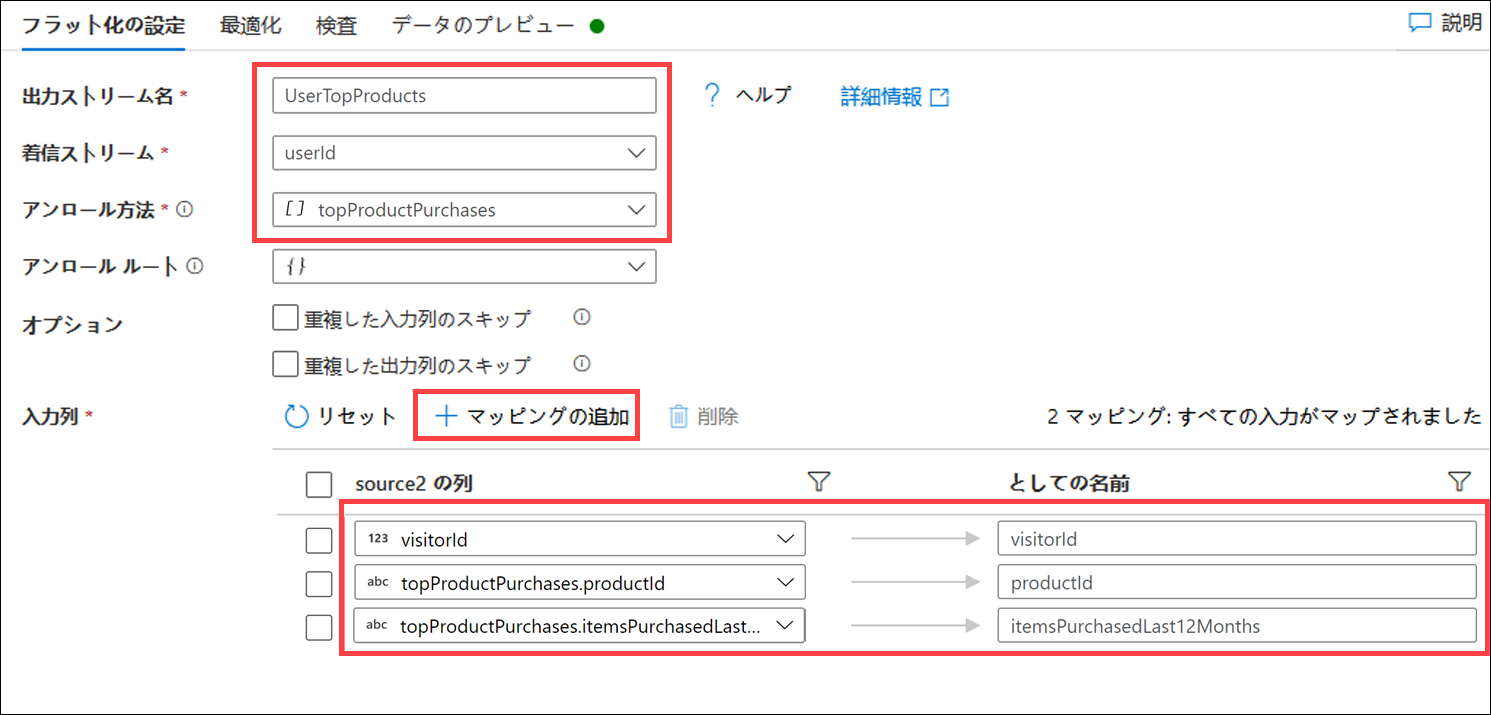 フラット化の設定 最適化 検査 データのプレビュー 説明
出力ストリーム名 * UserTopProducts ? ヘルプ 詳細情報
着信ストリーム * userId
アンロール方法 * [] topProductPurchases
アンロール ルート {}
オプション 重複した入力列のスキップ
重複した出力列のスキップ
入力列 * リセット + マッピングの追加 削除 2 マッピング: すべての入力がマップされました
source2 の列 としての名前
123 visitorId visitorId
abc topProductPurchases.productId productId
abc topProductPurchases.itemsPurchasedLast... itemsPurchasedLast12Months